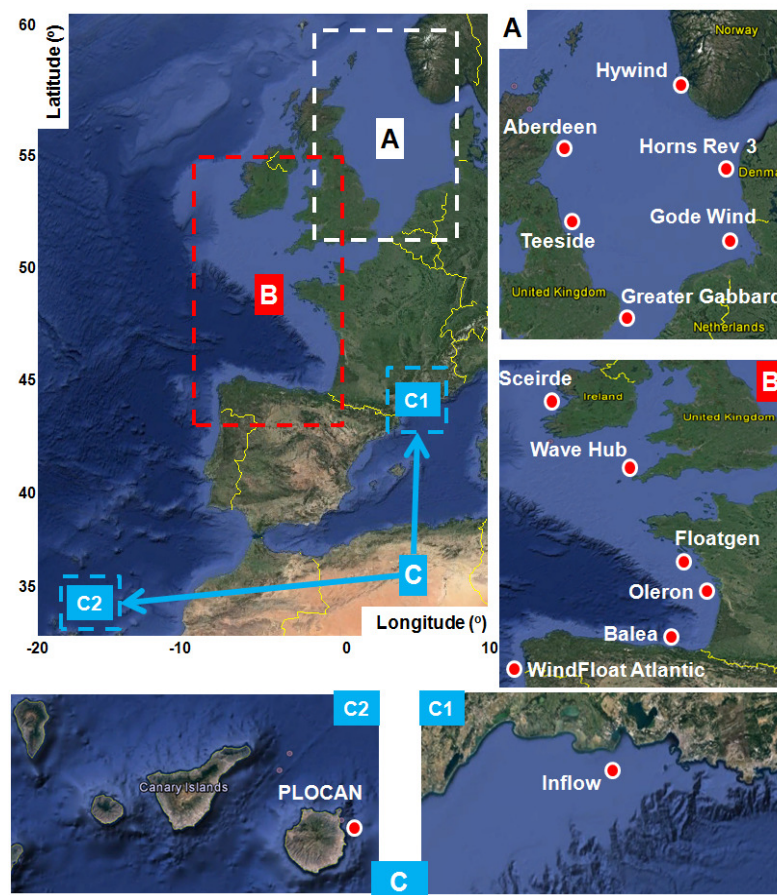 60
Latitude (º)
55
50
45
40
35
-20
-10
0
10
Longitude (º)
A
B
C1
C
C2
A
Norway
Hywind
Aberdeen
Horns Rev 3
Denma
Gode Wind
Teeside
United Kingdom
Greater Gabbard
Netherlands
B
Sceirde
Ireland
United Kingdom
Wave Hub
Floatgen
Oleron
Balea
WindFloat Atlantic
C2
Canary Islands
PLOCAN
C1
Inflow
C